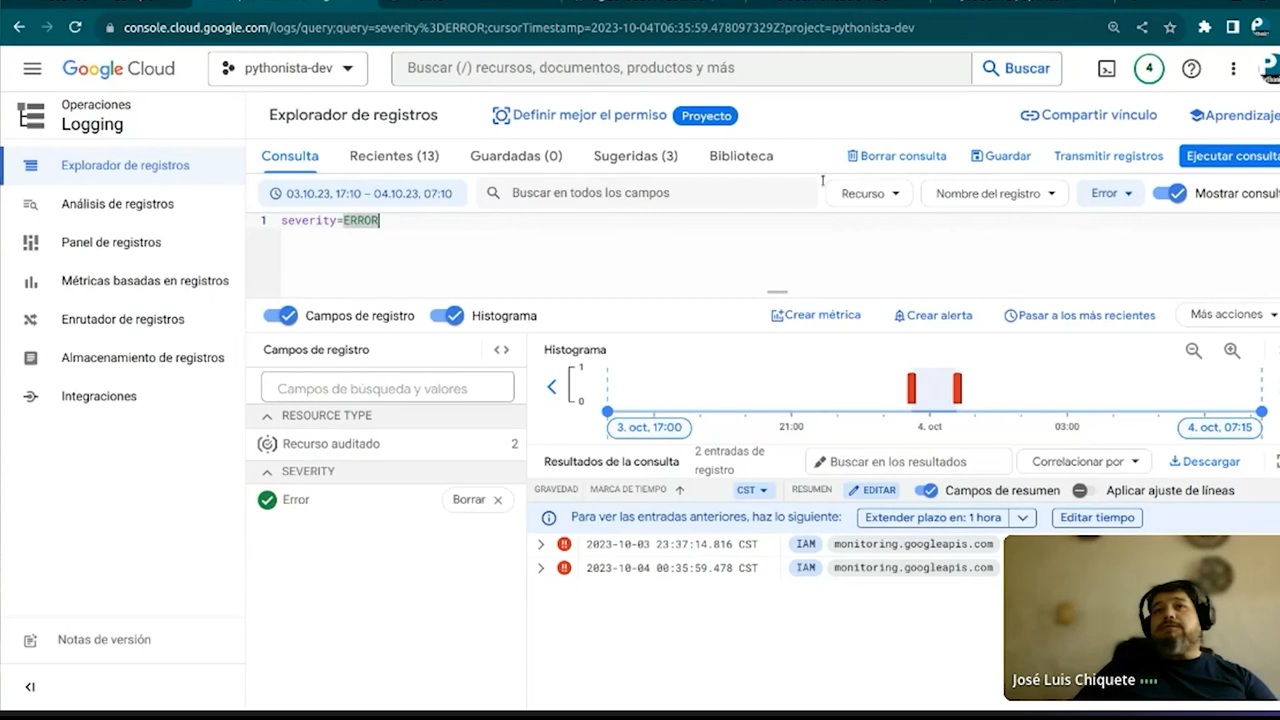 console.cloud.google.com/logs/query;query=severity%3DERROR;cursorTimestamp=2023-10-04T06:35:59.478097329Z?project=pythonista-dev
Google Cloud
pythonista-dev
Buscar (/) recursos, documentos, productos y más
Buscar
4
Operaciones
Logging
Explorador de registros
Definir mejor el permiso
Proyecto
Compartir vínculo
Aprendizaje
Explorador de registros
Análisis de registros
Panel de registros
Métricas basadas en registros
Enrutador de registros
Almacenamiento de registros
Integraciones
Notas de versión
Consulta
Recientes (13)
Guardadas (0)
Sugeridas (3)
Biblioteca
Borrar consulta
Guardar
Transmitir registros
Ejecutar consulta
03.10.23, 17:10 – 04.10.23, 07:10
Buscar en todos los campos
Recurso
Nombre del registro
Error
Mostrar consu
1 severity=ERROR
Campos de registro
Histograma
Crear métrica
Crear alerta
Pasar a los más recientes
Más acciones
Campos de registro
Campos de búsqueda y valores
RESOURCE TYPE
Recurso auditado 2
SEVERITY
Error
Borrar
Histograma
1
0
3. oct, 17:00
21:00
4. oct
03:00
4. oct, 07:15
Resultados de la consulta
2 entradas de
registro
Buscar en los resultados
Correlacionar por
Descargar
GRAVEDAD
MARCA DE TIEMPO
CST
RESUMEN
EDITAR
Campos de resumen
Aplicar ajuste de líneas
Para ver las entradas anteriores, haz lo siguiente:
Extender plazo en: 1 hora
Editar tiempo
2023-10-03 23:37:14.816 CST IAM monitoring.googleapis.com
2023-10-04 00:35:59.478 CST IAM monitoring.googleapis.com
José Luis Chiquete